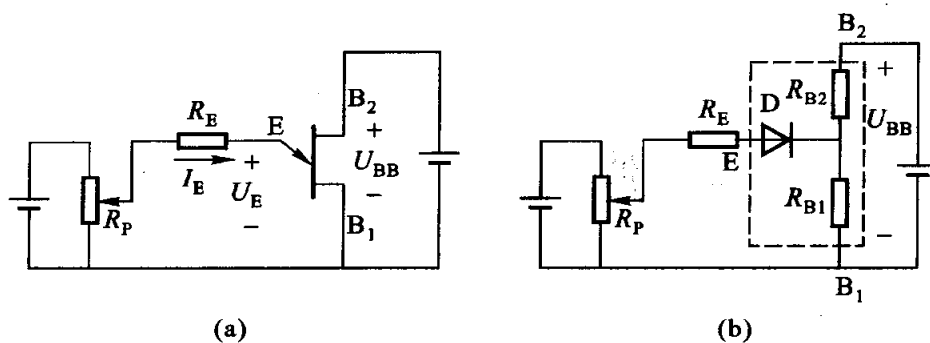 R_E
E
B_2
+
U_BB
−
I_E
+
U_E
−
R_P
B_1
(a)
B_2
+
R_B2
D
R_E
E
U_BB
R_P
R_B1
−
B_1
(b)